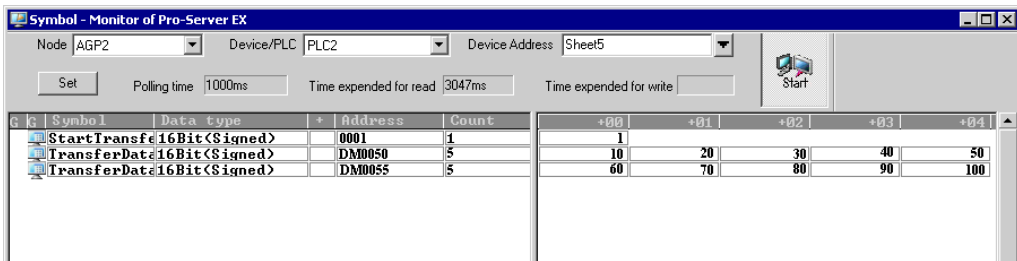 Symbol - Monitor of Pro-Server EX
Node AGP2 Device/PLC PLC2 Device Address Sheet5
Set Polling time 1000ms Time expended for read 3047ms Time expended for write Start
G G Symbol Data type + Address Count +00 +01 +02 +03 +04
StartTransfe 16Bit(Signed) 0001 1 1
TransferData 16Bit(Signed) DM0050 5 10 20 30 40 50
TransferData 16Bit(Signed) DM0055 5 60 70 80 90 100